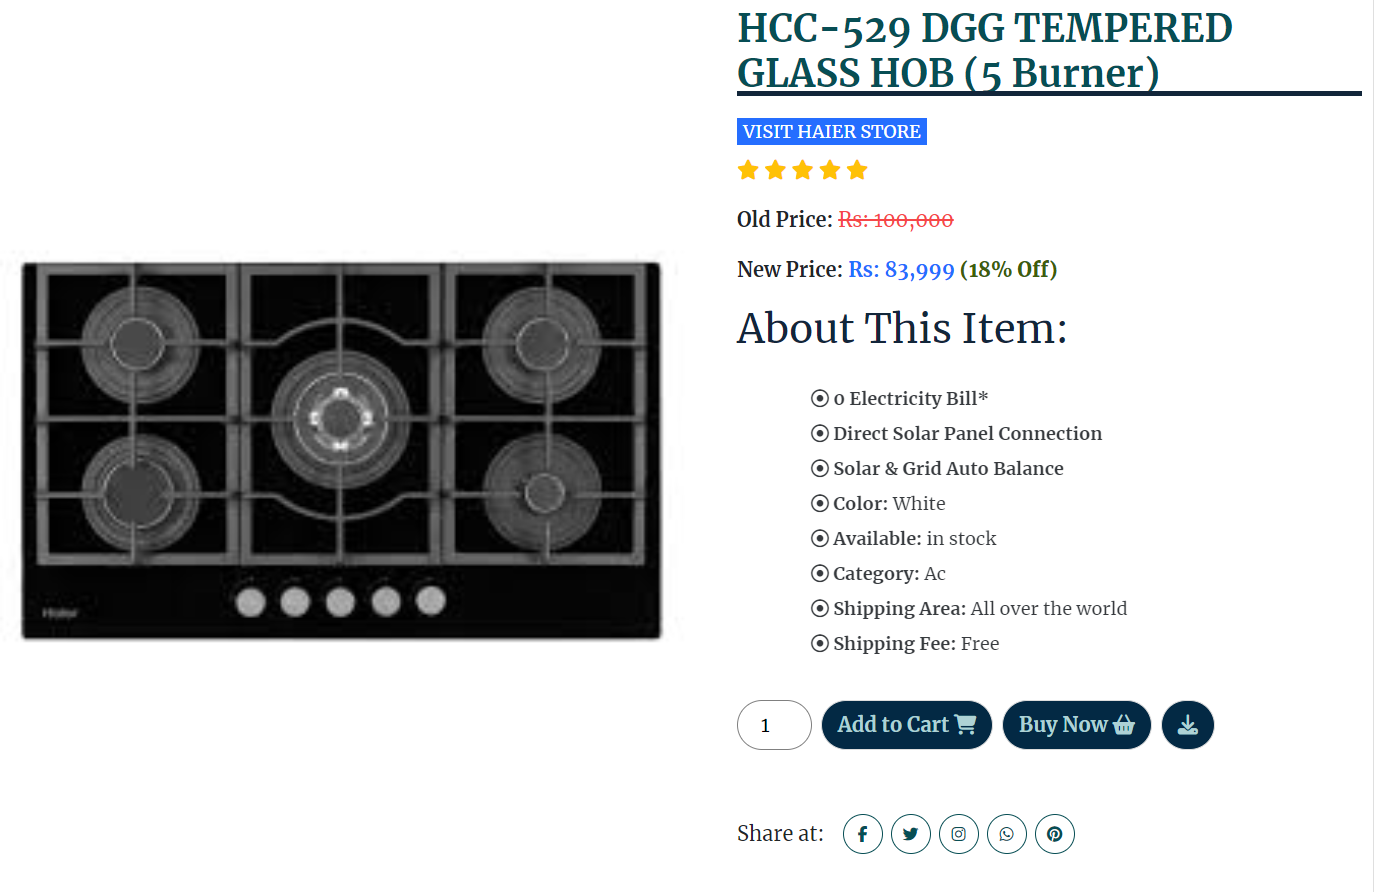 HCC-529 DGG TEMPERED
GLASS HOB (5 Burner)
VISIT HAIER STORE
Old Price: Rs: 100,000
New Price: Rs: 83,999 (18% Off)
About This Item:
0 Electricity Bill*
Direct Solar Panel Connection
Solar & Grid Auto Balance
Color: White
Available: in stock
Category: Ac
Shipping Area: All over the world
Shipping Fee: Free
Haier
1 Add to Cart Buy Now
Share at: